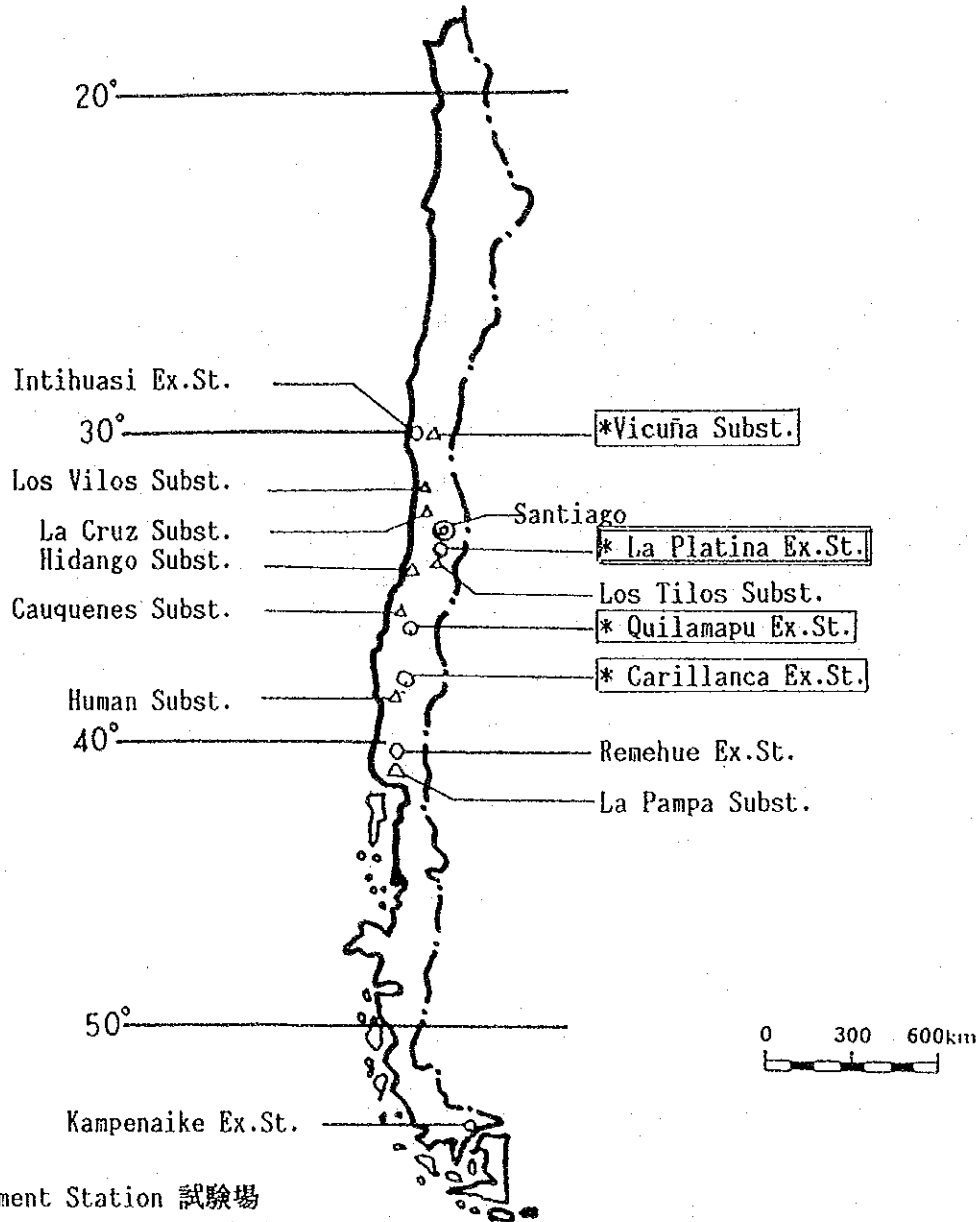 20°
Intihuasi Ex.St.
30°
*Vicuña Subst.
Los Vilos Subst.
Santiago
La Cruz Subst.
* La Platina Ex.St.
Hidango Subst.
Los Tilos Subst.
Cauquenes Subst.
* Quilamapu Ex.St.
* Carillanca Ex.St.
Human Subst.
40°
Remehue Ex.St.
La Pampa Subst.
50°
0 300 600km
Kampenaike Ex.St.
ment Station 試験場